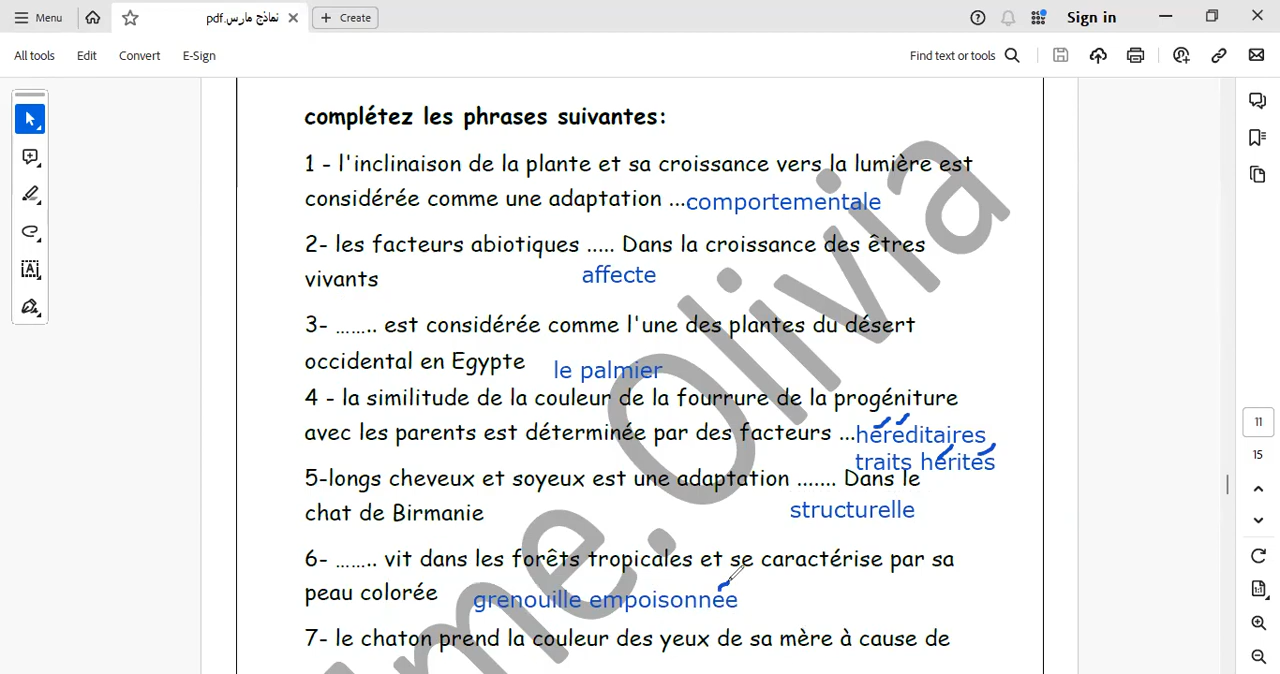 Menu
نماذج مارس.pdf
Create
Sign in
All tools Edit Convert E-Sign
Find text or tools
complétez les phrases suivantes:
1 - l'inclinaison de la plante et sa croissance vers la lumière est
considérée comme une adaptation ... comportementale
2- les facteurs abiotiques ..... Dans la croissance des êtres
vivants
affecte
3- …….. est considérée comme l'une des plantes du désert
occidental en Egypte
le palmier
4 - la similitude de la couleur de la fourrure de la progéniture
avec les parents est déterminée par des facteurs ... héréditaires
traits hérités
5-longs cheveux et soyeux est une adaptation ....... Dans le
chat de Birmanie
structurelle
6- …….. vit dans les forêts tropicales et se caractérise par sa
peau colorée
grenouille empoisonnée
7- le chaton prend la couleur des yeux de sa mère à cause de
me.Olivia
11
15